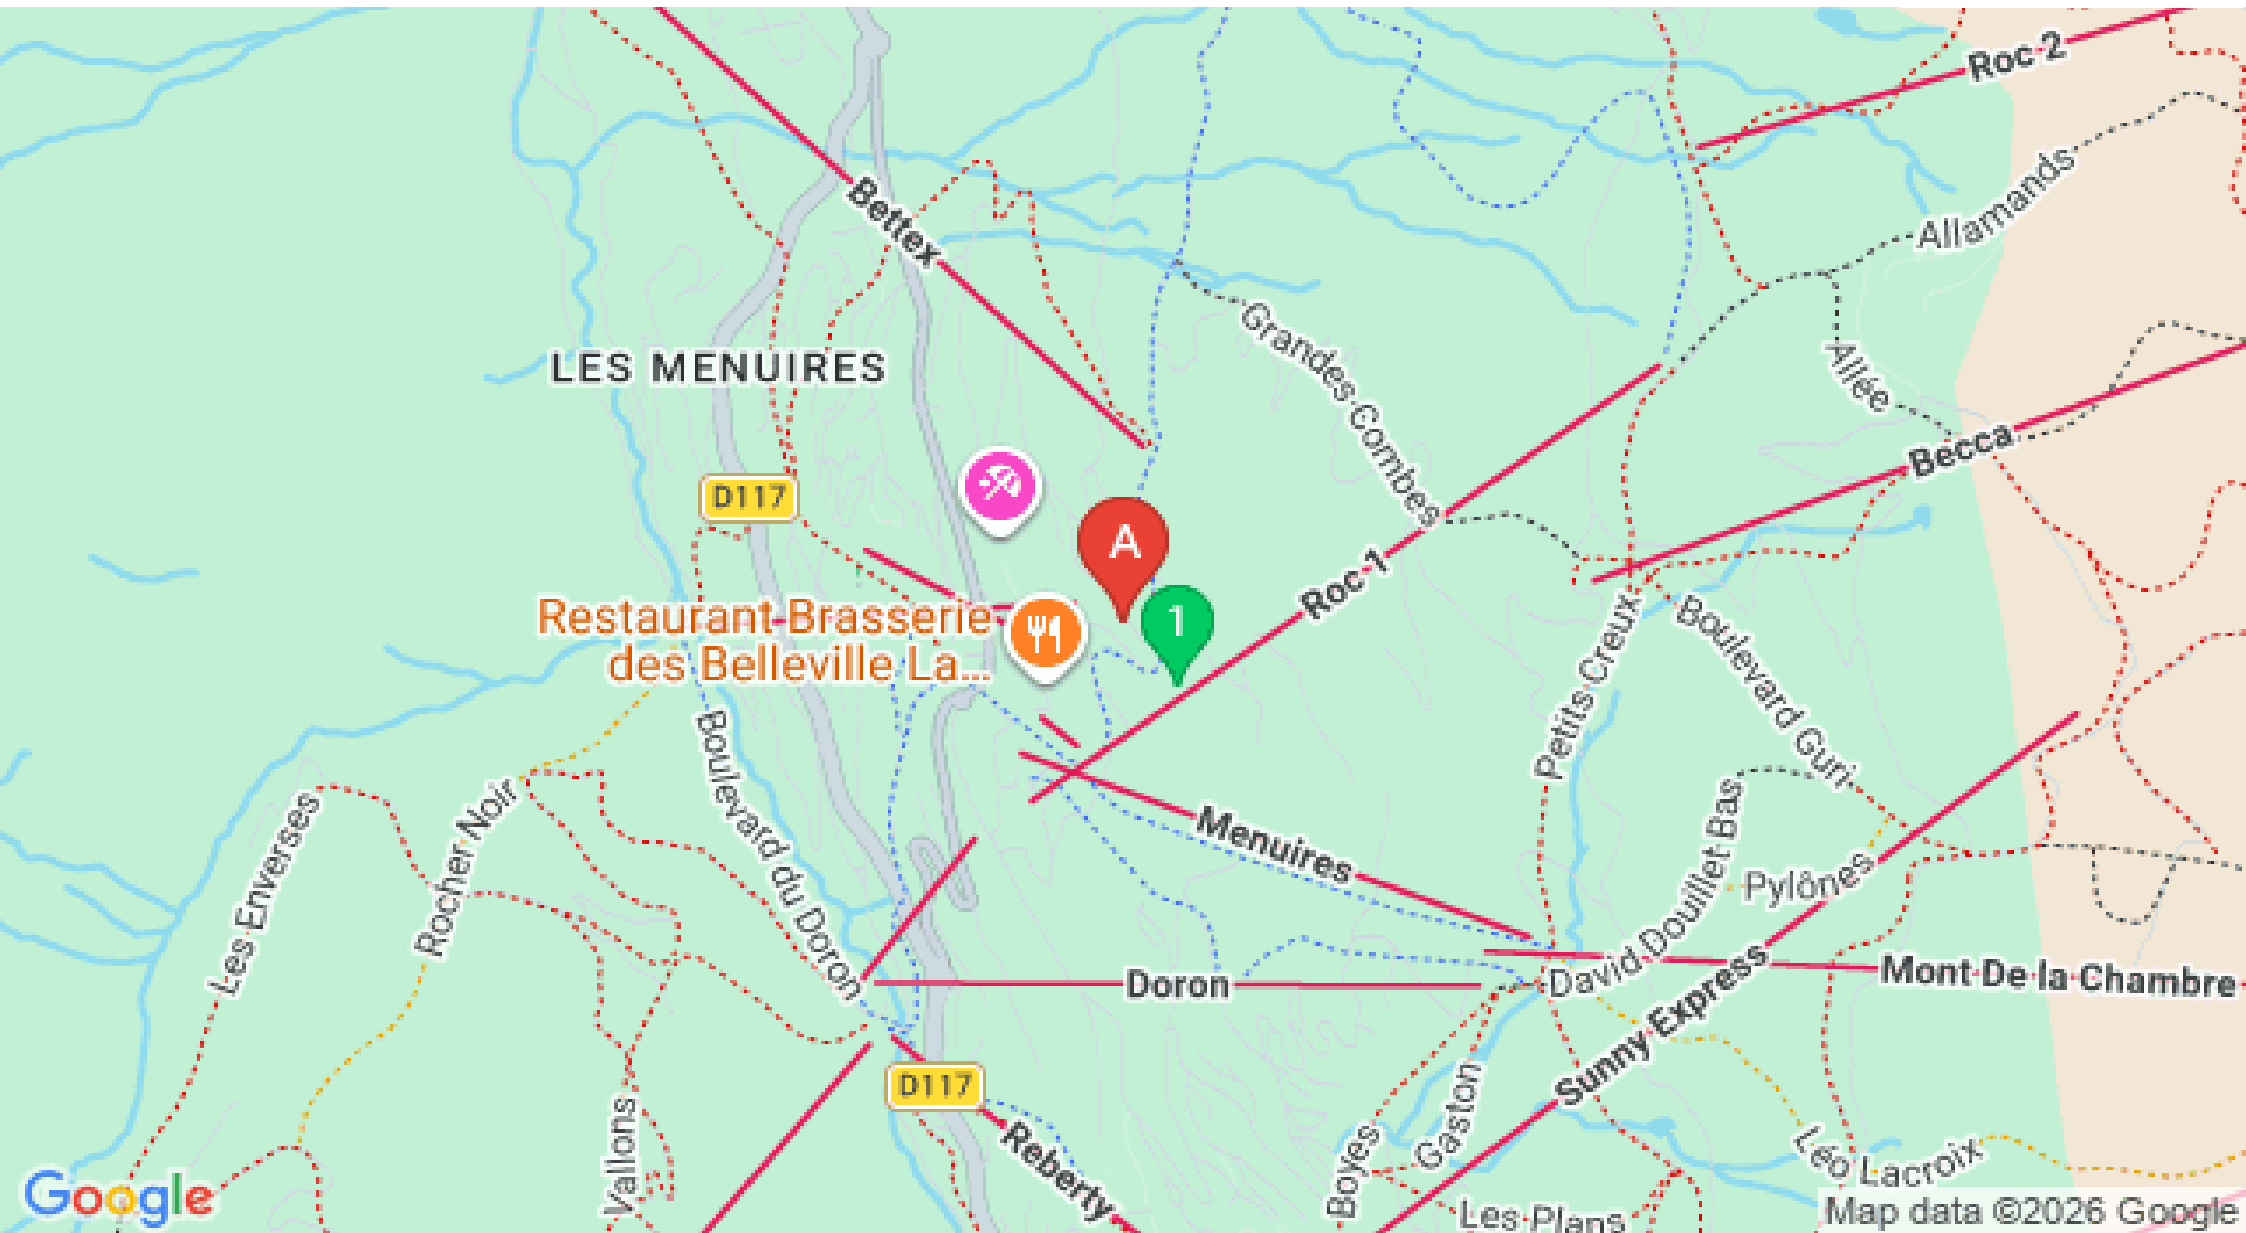 Roc 2
Allamands
Bettex
Grandes Combes
LES MENUIRES
Allée
Becca
D117
A
Roc 1
1
Restaurant Brasserie
des Belleville La...
Petits Creux
Boulevard Guri
Boulevard du Doron
Les Enverses
Rocher Noir
Menuires
David Douillet Bas
Pylônes
Doron
Mont De la Chambre
Sunny Express
D117
Vallons
Reberty
Boyes
Gaston
Léo Lacroix
Les Plans
Google
Map data ©2026 Google